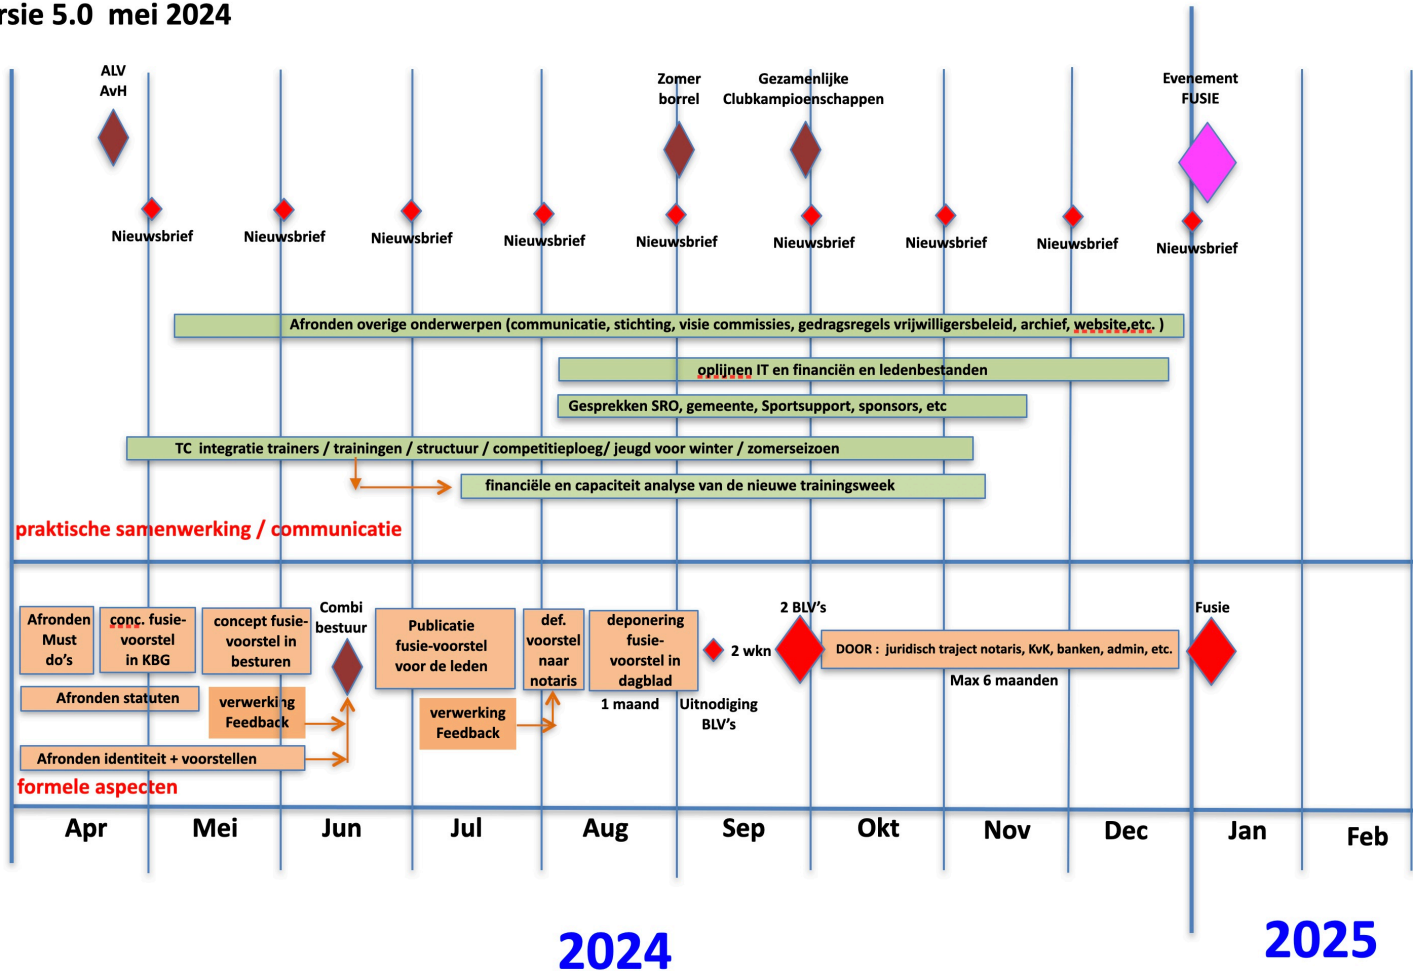 rsie 5.0 mei 2024
ALV
AvH
Zomer
borrel
Gezamenlijke
Clubkampioenschappen
Evenement
FUSIE
Nieuwsbrief
Nieuwsbrief
Nieuwsbrief
Nieuwsbrief
Nieuwsbrief
Nieuwsbrief
Nieuwsbrief
Nieuwsbrief
Nieuwsbrief
Afronden overige onderwerpen (communicatie, stichting, visie commissies, gedragsregels vrijwilligersbeleid, archief, website,etc. )
oplijnen IT en financiën en ledenbestanden
Gesprekken SRO, gemeente, Sportsupport, sponsors, etc
TC integratie trainers / trainingen / structuur / competitieploeg/ jeugd voor winter / zomerseizoen
financiële en capaciteit analyse van de nieuwe trainingsweek
praktische samenwerking / communicatie
Afronden
Must
do's
conc. fusie-
voorstel
in KBG
concept fusie-
voorstel in
besturen
Combi
bestuur
Publicatie
fusie-voorstel
voor de leden
def.
voorstel
naar
notaris
deponering
fusie-
voorstel in
dagblad
2 wkn
2 BLV's
DOOR : juridisch traject notaris, KvK, banken, admin, etc.
Fusie
Max 6 maanden
Afronden statuten
verwerking
Feedback
verwerking
Feedback
1 maand
Uitnodiging
BLV's
Afronden identiteit + voorstellen
formele aspecten
Apr
Mei
Jun
Jul
Aug
Sep
Okt
Nov
Dec
Jan
Feb
2024
2025